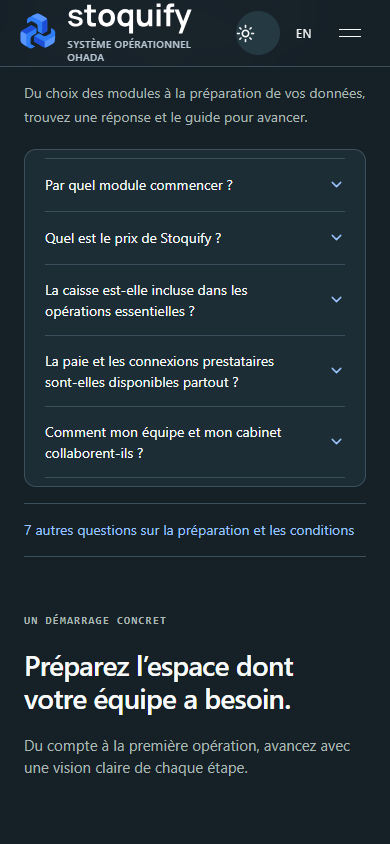 stoquify
SYSTÈME OPÉRATIONNEL
OHADA
EN
Du choix des modules à la préparation de vos données,
trouvez une réponse et le guide pour avancer.
Par quel module commencer ?
Quel est le prix de Stoquify ?
La caisse est-elle incluse dans les
opérations essentielles ?
La paie et les connexions prestataires
sont-elles disponibles partout ?
Comment mon équipe et mon cabinet
collaborent-ils ?
7 autres questions sur la préparation et les conditions
UN DÉMARRAGE CONCRET
Préparez l’espace dont
votre équipe a besoin.
Du compte à la première opération, avancez avec
une vision claire de chaque étape.